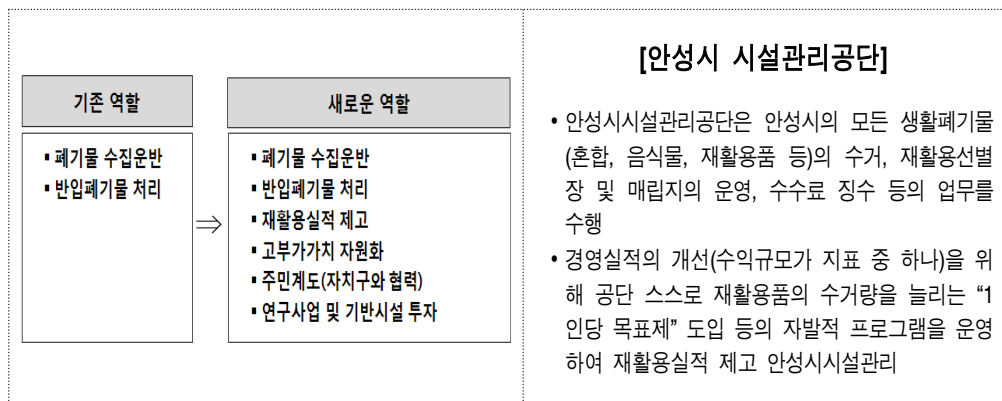 기존 역할
▪ 폐기물 수집운반
▪ 반입폐기물 처리
⇒
새로운 역할
▪ 폐기물 수집운반
▪ 반입폐기물 처리
▪ 재활용실적 제고
▪ 고부가가치 자원화
▪ 주민계도(자치구와 협력)
▪ 연구사업 및 기반시설 투자
[안성시 시설관리공단]
• 안성시시설관리공단은 안성시의 모든 생활폐기물
(혼합, 음식물, 재활용품 등)의 수거, 재활용선별
장 및 매립지의 운영, 수수료 징수 등의 업무를
수행
• 경영실적의 개선(수익규모가 지표 중 하나)을 위
해 공단 스스로 재활용품의 수거량을 늘리는 “1
인당 목표제” 도입 등의 자발적 프로그램을 운영
하여 재활용실적 제고 안성시시설관리